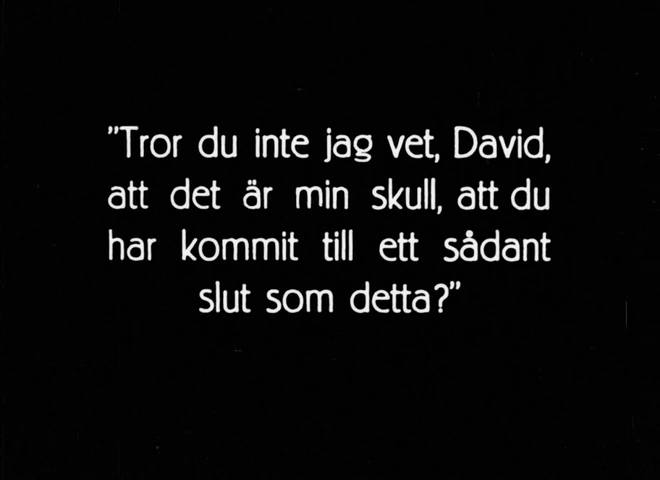 ”Tror du inte jag vet, David,
att det är min skull, att du
har kommit till ett sådant
slut som detta?”